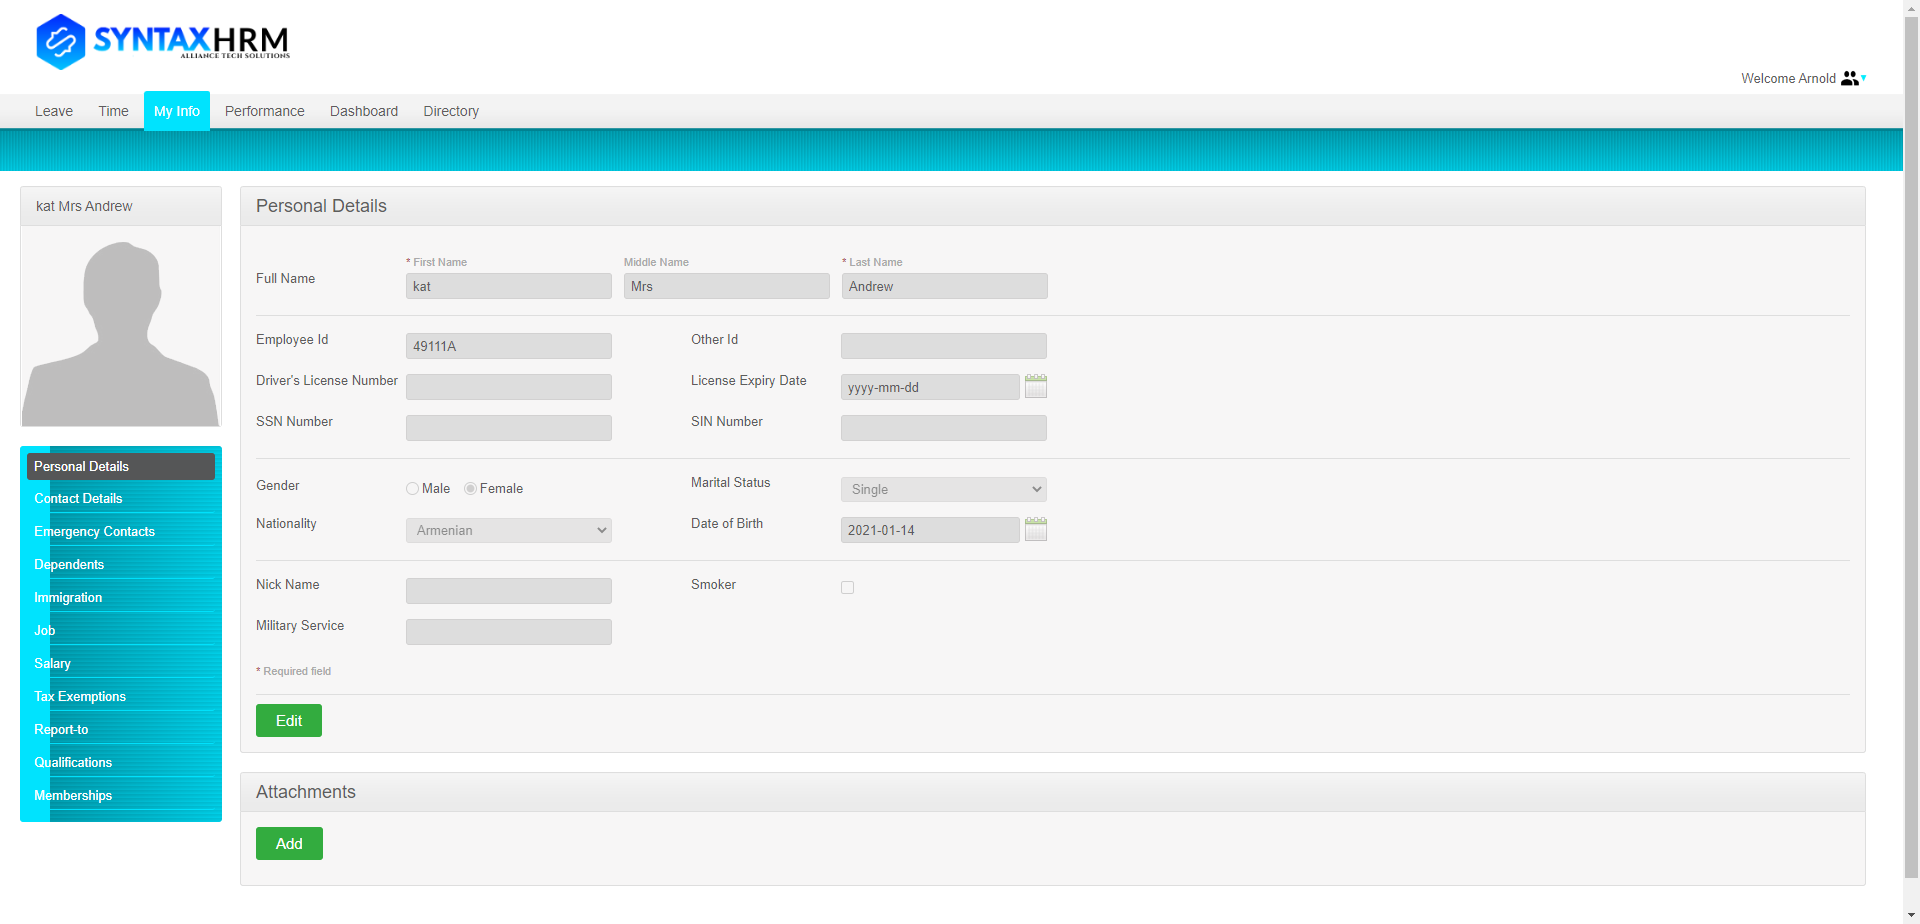 SYNTAXHRM
ALLIANCE TECH SOLUTIONS
Welcome Arnold
Leave Time My Info Performance Dashboard Directory
kat Mrs Andrew
Personal Details
Contact Details
Emergency Contacts
Dependents
Immigration
Job
Salary
Tax Exemptions
Report-to
Qualifications
Memberships
Personal Details
* First Name Middle Name * Last Name
Full Name kat Mrs Andrew
Employee Id 49111A Other Id
Driver's License Number License Expiry Date yyyy-mm-dd
SSN Number SIN Number
Gender Male Female Marital Status Single
Nationality Armenian Date of Birth 2021-01-14
Nick Name Smoker
Military Service
* Required field
Edit
Attachments
Add